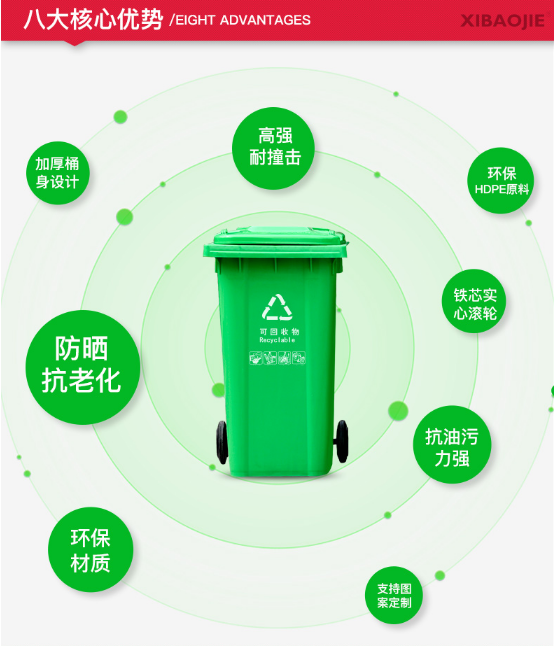 八大核心优势 /EIGHT ADVANTAGES
XIBAOJIE
高强
耐撞击
加厚桶
身设计
环保
HDPE原料
铁芯实
心滚轮
可回收物
Recyclable
防晒
抗老化
抗油污
力强
环保
材质
支持图
案定制